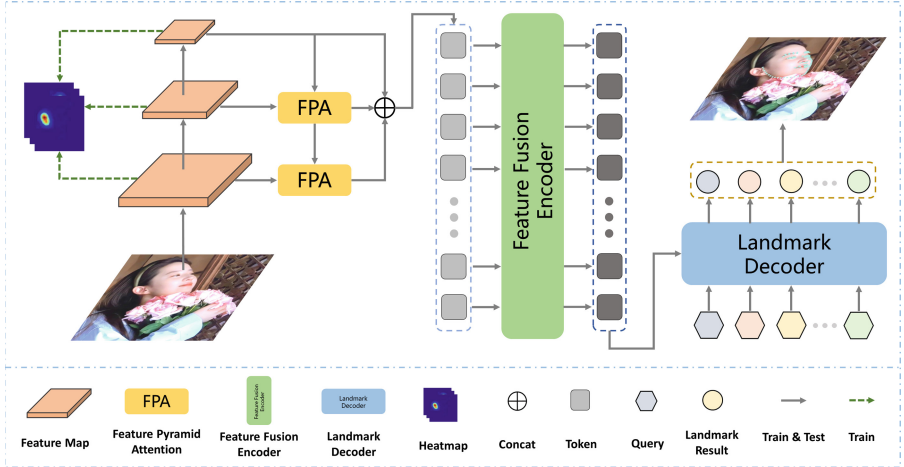 FPA
FPA
Feature Fusion
Encoder
Landmark
Decoder
FPA
Feature Fusion
Encoder
Landmark
Decoder
Feature Map
Feature Pyramid
Attention
Feature Fusion
Encoder
Landmark
Decoder
Heatmap
Concat
Token
Query
Landmark
Result
Train & Test
Train